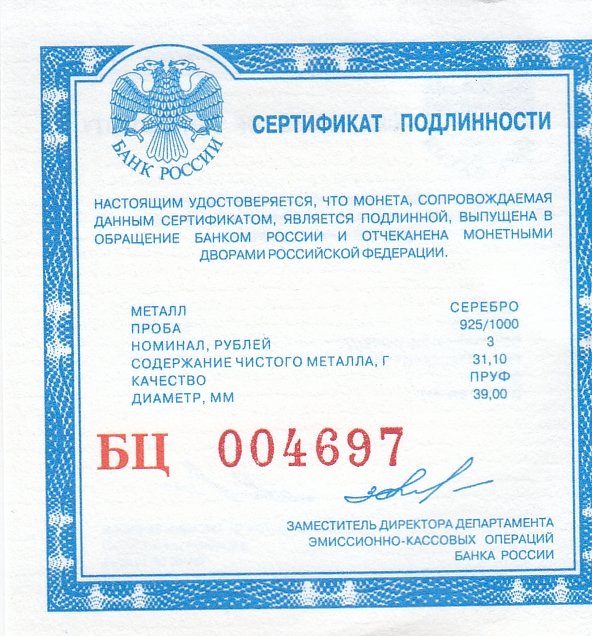 БАНК РОССИИ
СЕРТИФИКАТ ПОДЛИННОСТИ
НАСТОЯЩИМ УДОСТОВЕРЯЕТСЯ, ЧТО МОНЕТА, СОПРОВОЖДАЕМАЯ
ДАННЫМ СЕРТИФИКАТОМ, ЯВЛЯЕТСЯ ПОДЛИННОЙ, ВЫПУЩЕНА В
ОБРАЩЕНИЕ БАНКОМ РОССИИ И ОТЧЕКАНЕНА МОНЕТНЫМИ
ДВОРАМИ РОССИЙСКОЙ ФЕДЕРАЦИИ.
МЕТАЛЛ СЕРЕБРО
ПРОБА 925/1000
НОМИНАЛ, РУБЛЕЙ 3
СОДЕРЖАНИЕ ЧИСТОГО МЕТАЛЛА, Г 31,10
КАЧЕСТВО ПРУФ
ДИАМЕТР, ММ 39,00
БЦ 004697
ЗАМЕСТИТЕЛЬ ДИРЕКТОРА ДЕПАРТАМЕНТА
ЭМИССИОННО-КАССОВЫХ ОПЕРАЦИЙ
БАНКА РОССИИ